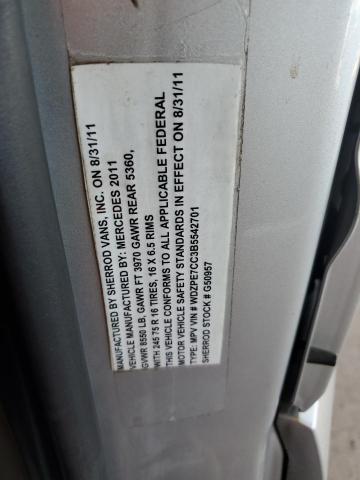 MANUFACTURED BY SHERROD VANS, INC. ON 8/31/11
VEHICLE MANUFACTURED BY: MERCEDES 2011
GVWR 8550 LB, GAWR FT 3970 GAWR REAR 5360,
WITH 245 75 R 16 TIRES, 16 X 6.5 RIMS
THIS VEHICLE CONFORMS TO ALL APPLICABLE FEDERAL
MOTOR VEHICLE SAFETY STANDARDS IN EFFECT ON 8/31/11
TYPE: MPV VIN # WDZPE7CC3B5542701
SHERROD STOCK # G50957